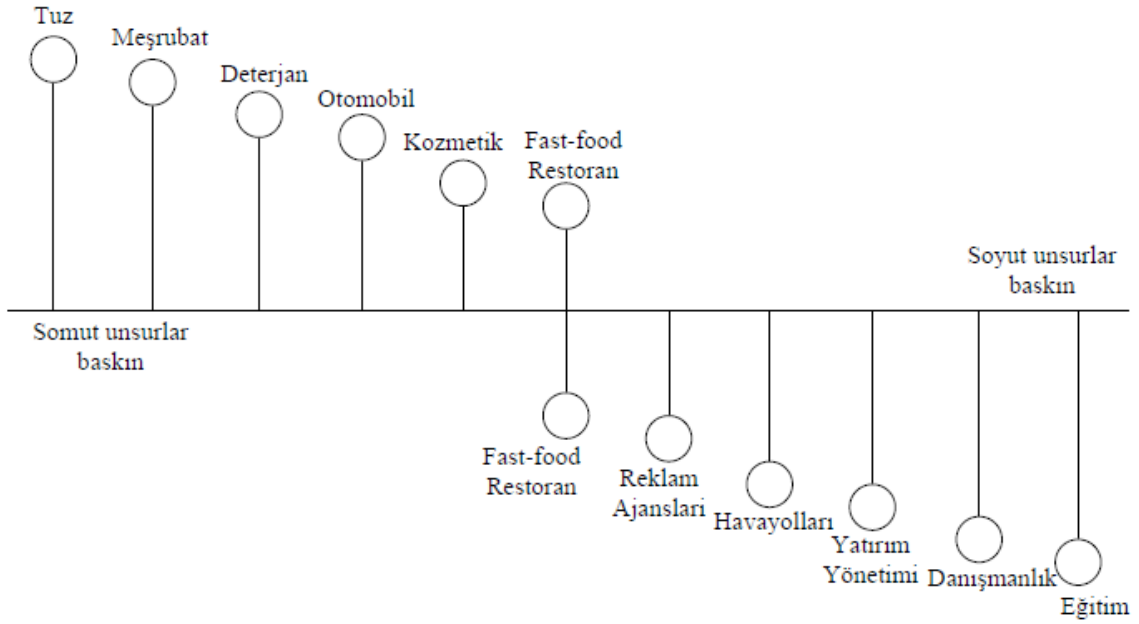 Tuz
Meşrubat
Deterjan
Otomobil
Kozmetik
Fast-food
Restoran
Soyut unsurlar
baskın
Somut unsurlar
baskın
Fast-food
Restoran
Reklam
Ajanslari
Havayolları
Yatırım
Yönetimi
Danışmanlık
Eğitim